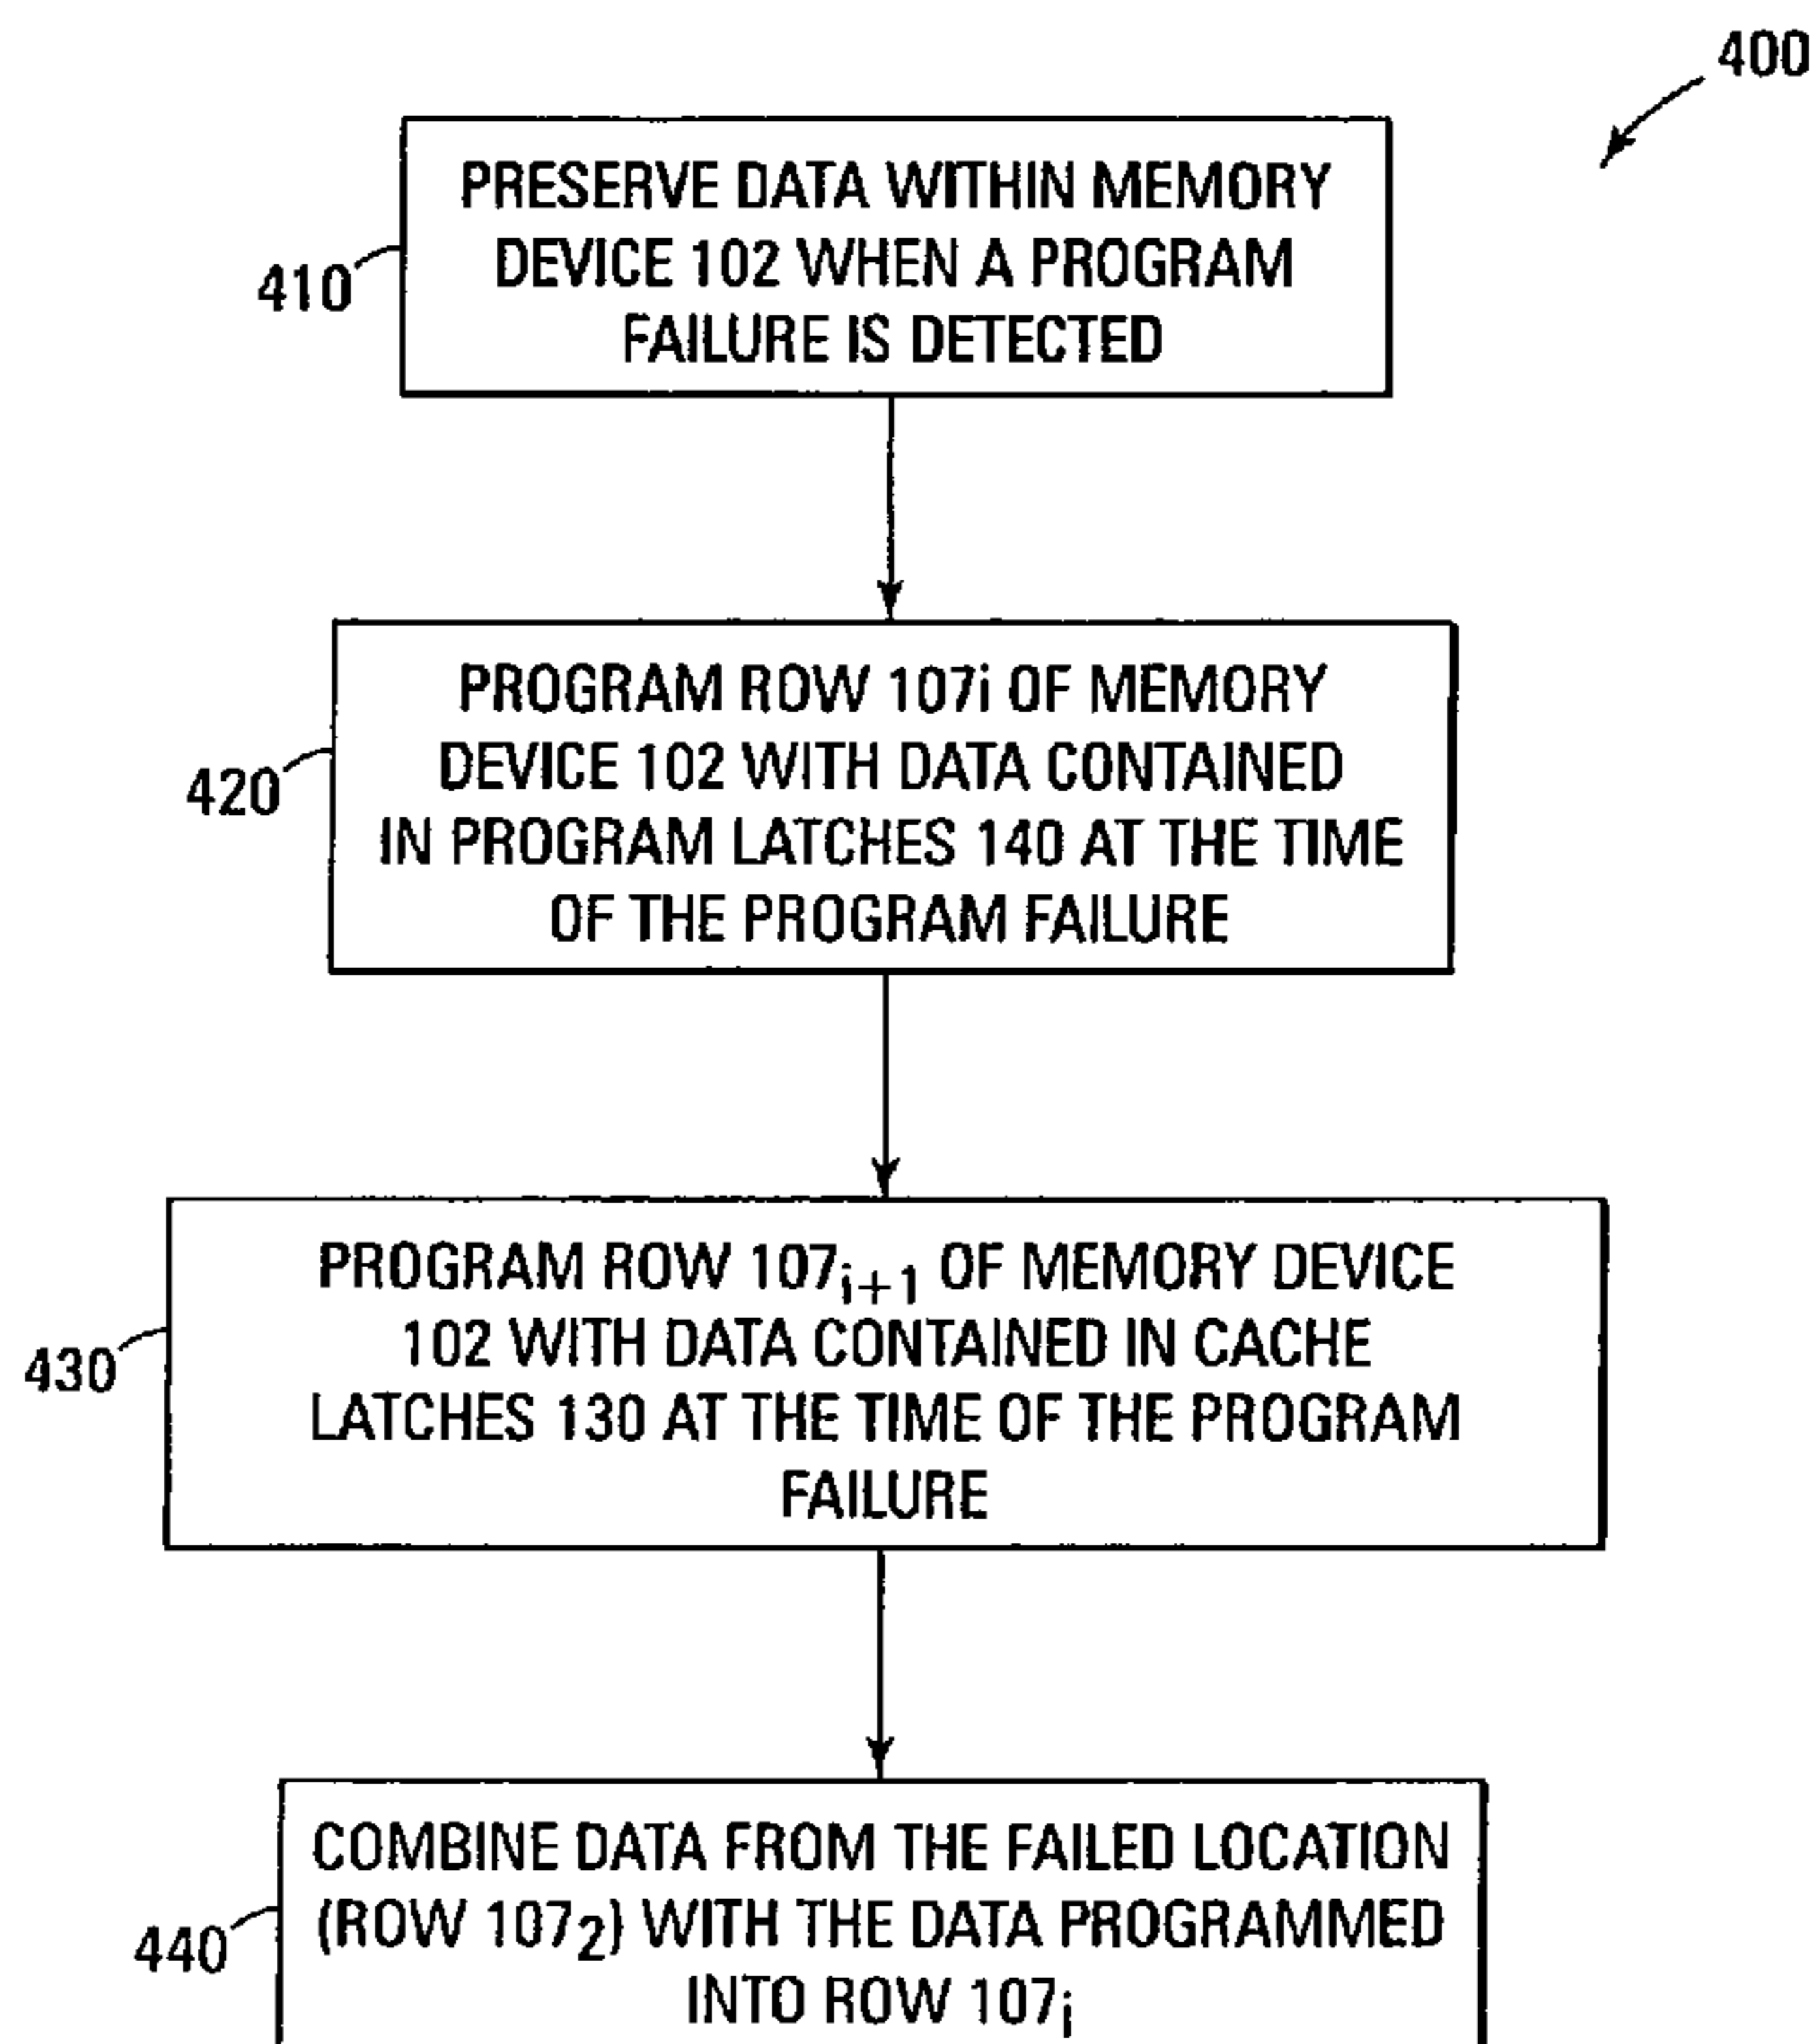 400
PRESERVE DATA WITHIN MEMORY
DEVICE 102 WHEN A PROGRAM
FAILURE IS DETECTED
410
PROGRAM ROW 107i OF MEMORY
DEVICE 102 WITH DATA CONTAINED
IN PROGRAM LATCHES 140 AT THE TIME
OF THE PROGRAM FAILURE
420
PROGRAM ROW 107i+1 OF MEMORY DEVICE
102 WITH DATA CONTAINED IN CACHE
LATCHES 130 AT THE TIME OF THE PROGRAM
FAILURE
430
COMBINE DATA FROM THE FAILED LOCATION
(ROW 1072) WITH THE DATA PROGRAMMED
INTO ROW 107i
440